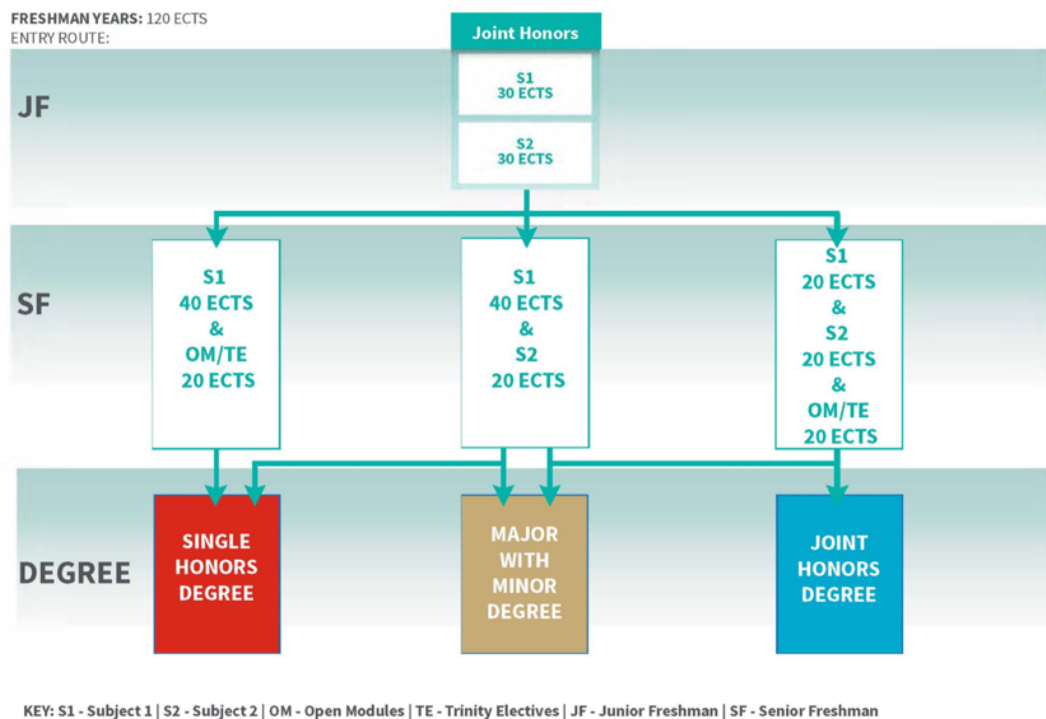 FRESHMAN YEARS: 120 ECTS
ENTRY ROUTE:
Joint Honors
JF
S1
30 ECTS
S2
30 ECTS
SF
S1
40 ECTS
&
OM/TE
20 ECTS
S1
40 ECTS
&
S2
20 ECTS
S1
20 ECTS
&
S2
20 ECTS
&
OM/TE
20 ECTS
DEGREE
SINGLE
HONORS
DEGREE
MAJOR
WITH
MINOR
DEGREE
JOINT
HONORS
DEGREE
KEY: S1 - Subject 1 | S2 - Subject 2 | OM - Open Modules | TE - Trinity Electives | JF - Junior Freshman | SF - Senior Freshman